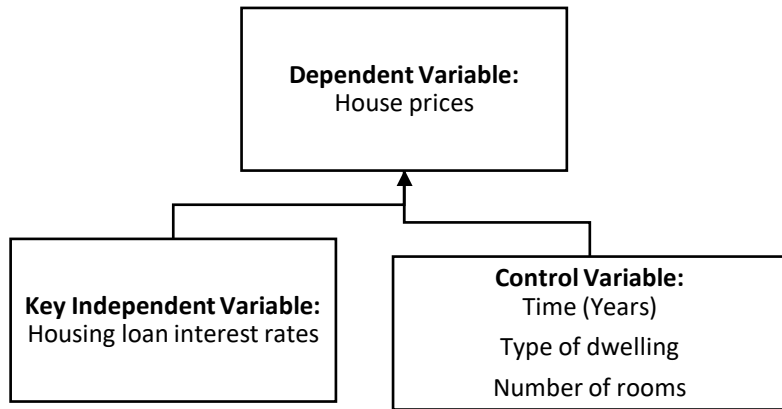 Dependent Variable:
House prices
Key Independent Variable:
Housing loan interest rates
Control Variable:
Time (Years)
Type of dwelling
Number of rooms